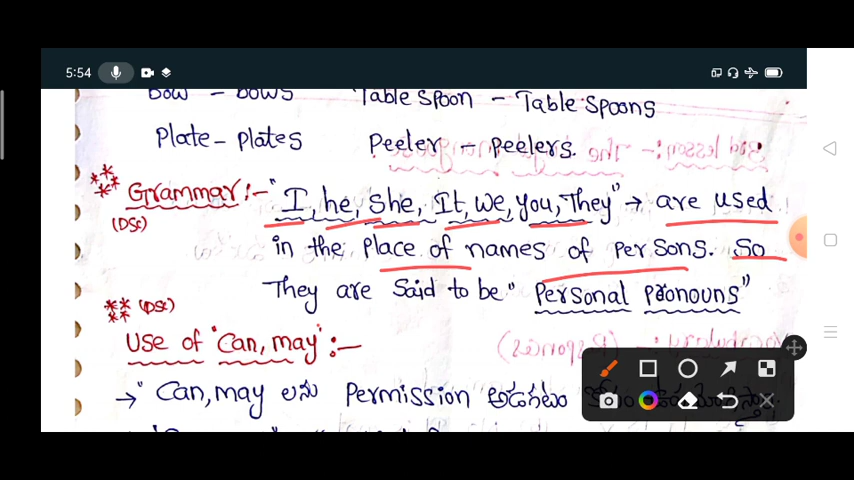 5:54
Bow - Bows Table Spoon - Table Spoons
Plate - Plates Peeler - Peelers.
Grammar :- "I, he, She, It, we, you, They" → are used
(DSC)
in the Place of names of Persons. So
They are Said to be "Personal Pronouns"
(DSC)
Use of "Can, may" :-
→ Can, may లను Permission అడగటం